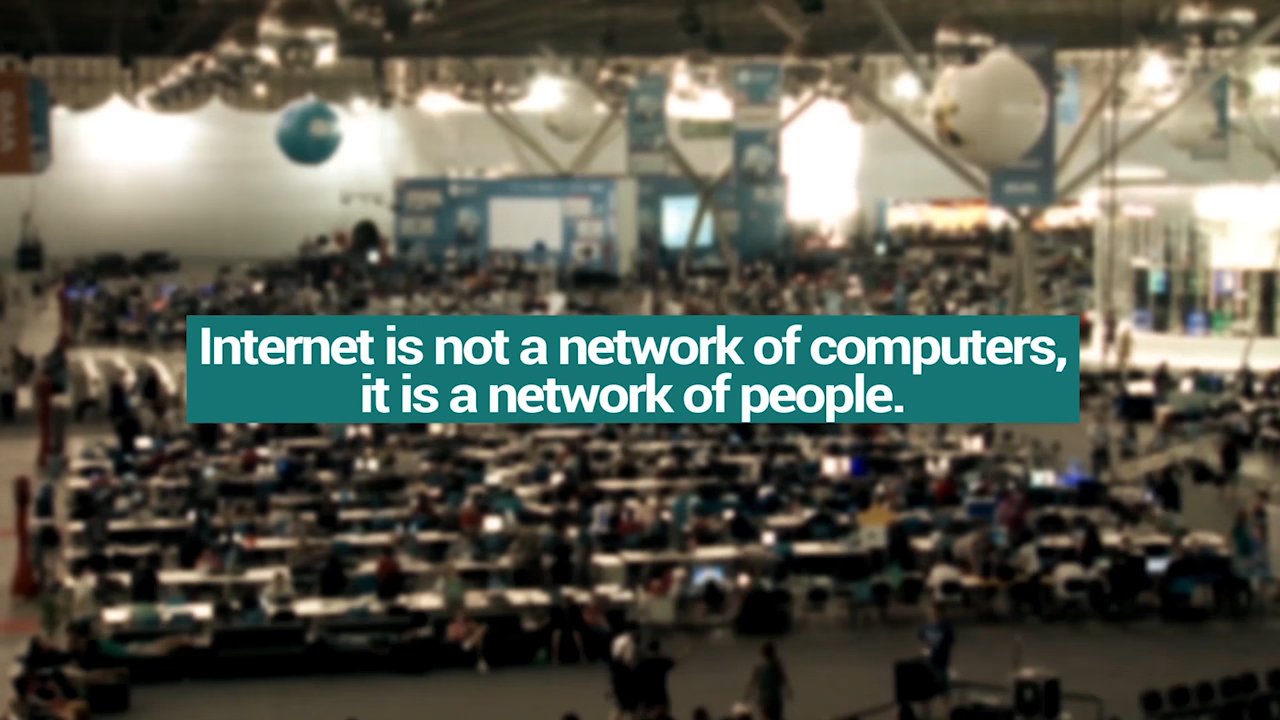 Internet is not a network of computers,
it is a network of people.